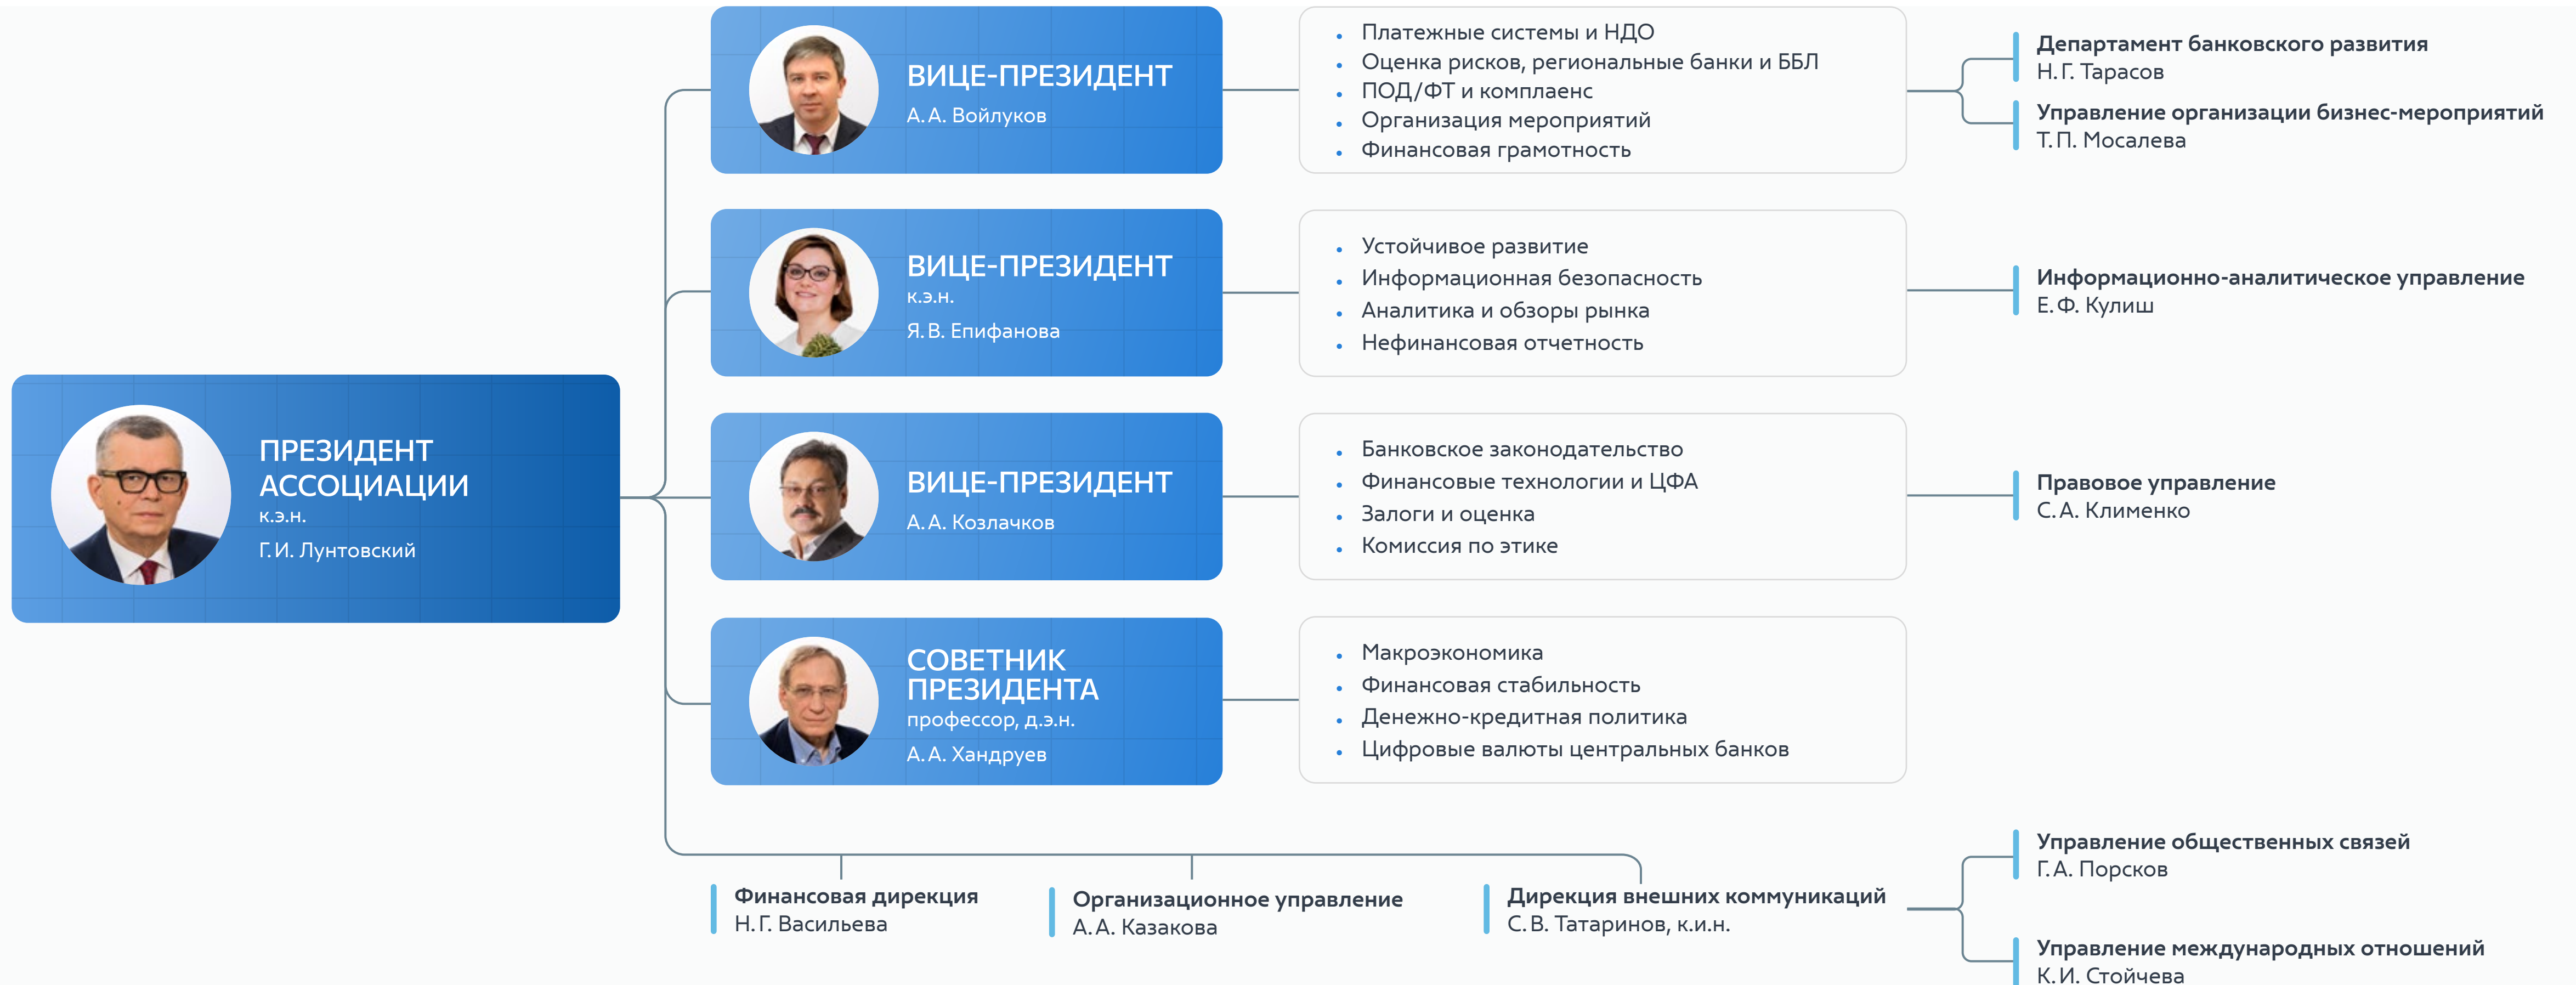 ПРЕЗИДЕНТ
АССОЦИАЦИИ
к.э.н.
Г.И. Лунтовский
ВИЦЕ-ПРЕЗИДЕНТ
А.А. Войлуков
Платежные системы и НДО
Оценка рисков, региональные банки и ББЛ
ПОД/ФТ и комплаенс
Организация мероприятий
Финансовая грамотность
Департамент банковского развития
Н.Г. Тарасов
Управление организации бизнес-мероприятий
Т.П. Мосалева
ВИЦЕ-ПРЕЗИДЕНТ
к.э.н.
Я.В. Епифанова
Устойчивое развитие
Информационная безопасность
Аналитика и обзоры рынка
Нефинансовая отчетность
Информационно-аналитическое управление
Е.Ф. Кулиш
ВИЦЕ-ПРЕЗИДЕНТ
А.А. Козлачков
Банковское законодательство
Финансовые технологии и ЦФА
Залоги и оценка
Комиссия по этике
Правовое управление
С.А. Клименко
СОВЕТНИК
ПРЕЗИДЕНТА
профессор, д.э.н.
А.А. Хандруев
Макроэкономика
Финансовая стабильность
Денежно-кредитная политика
Цифровые валюты центральных банков
Финансовая дирекция
Н.Г. Васильева
Организационное управление
А.А. Казакова
Дирекция внешних коммуникаций
С.В. Татаринов, к.и.н.
Управление общественных связей
Г.А. Порсков
Управление международных отношений
К.И. Стойчева